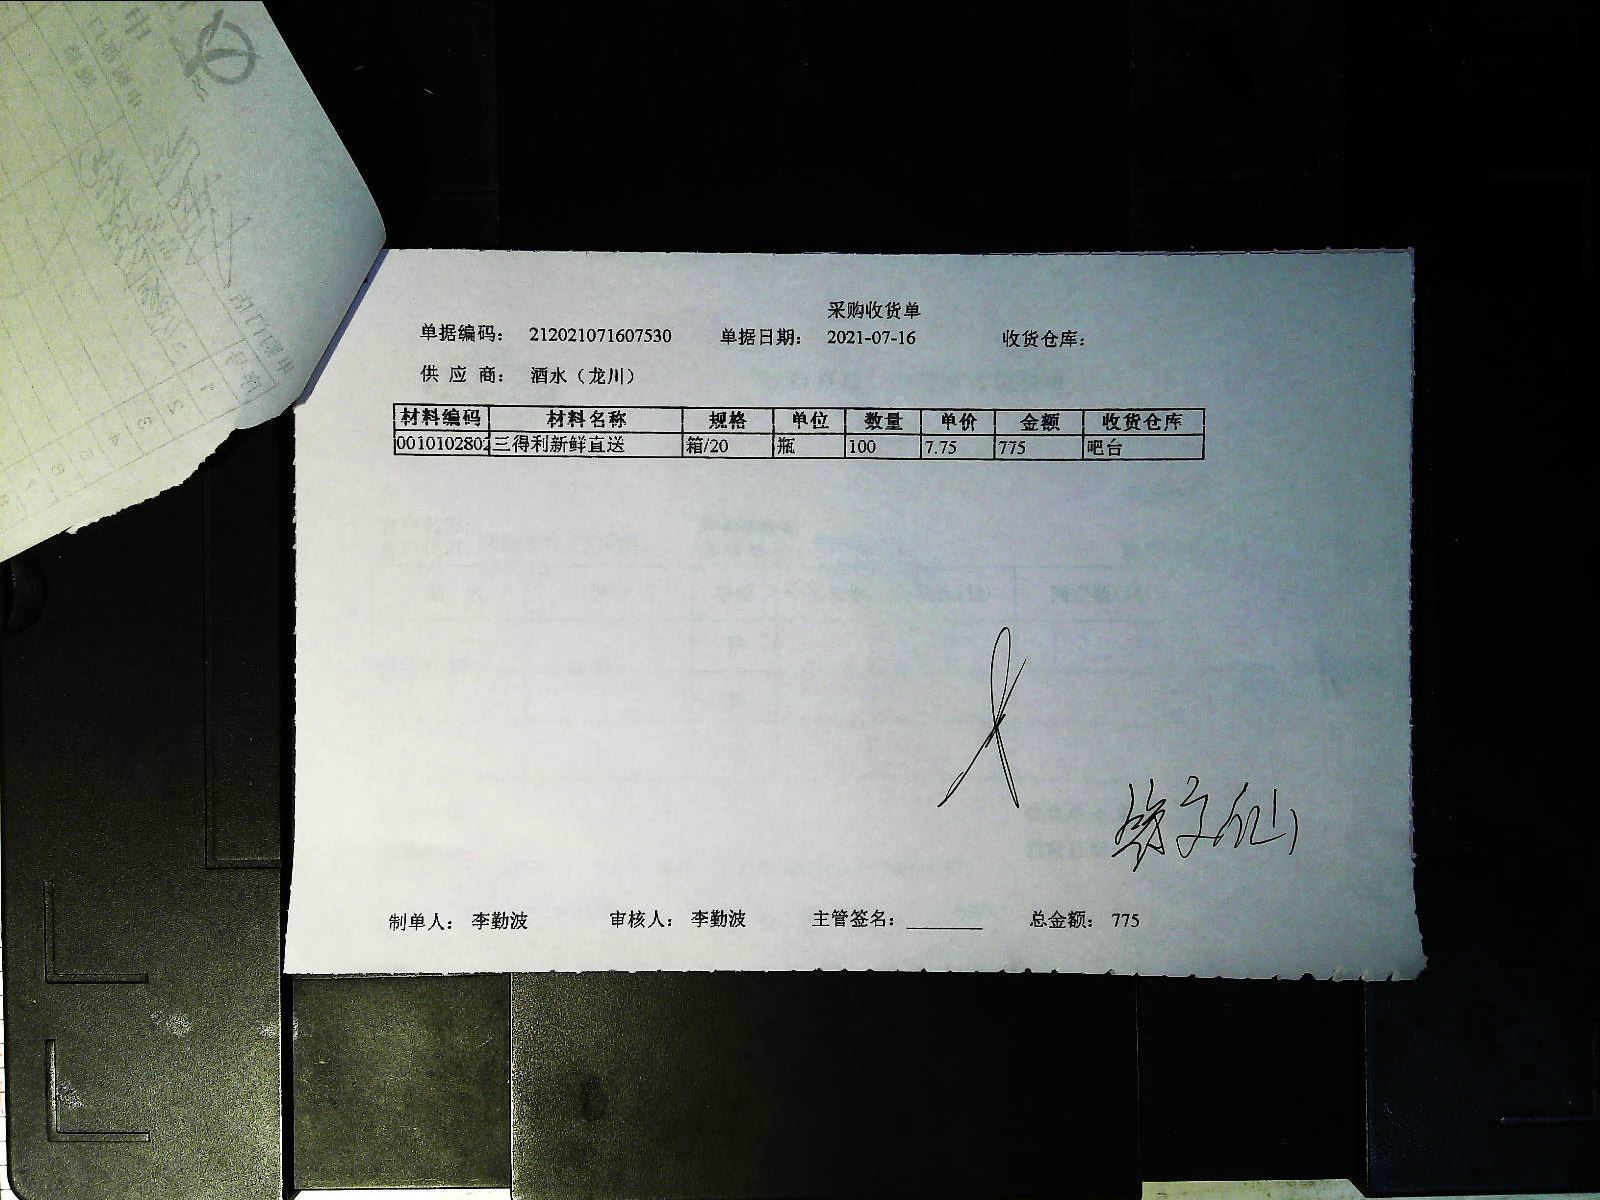 采购收货单
单据编码： 212021071607530 单据日期： 2021-07-16 收货仓库：
供 应 商： 酒水（龙川）
材料编码 材料名称 规格 单位 数量 单价 金额 收货仓库
0010102802 三得利新鲜直送 箱/20 瓶 100 7.75 775 吧台
制单人： 李勤波 审核人： 李勤波 主管签名： 总金额： 775